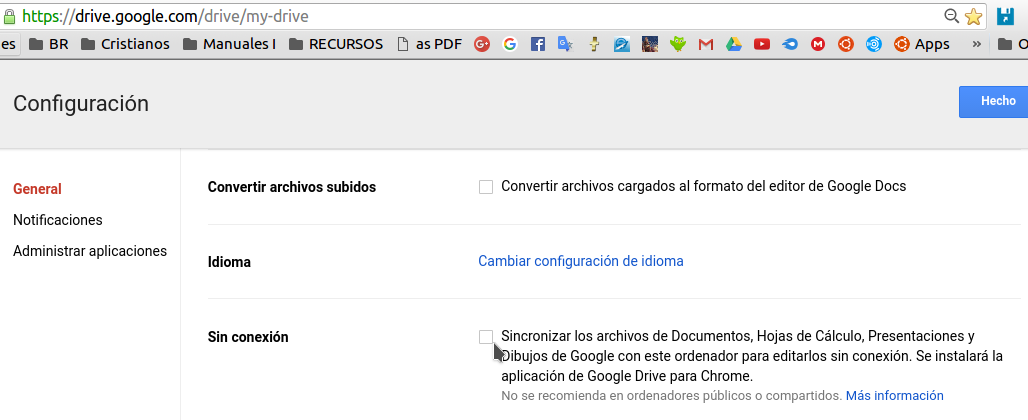 https://drive.google.com/drive/my-drive
es BR Cristianos Manuales I RECURSOS as PDF Apps » O
Configuración
Hecho
General
Notificaciones
Administrar aplicaciones
Convertir archivos subidos
Convertir archivos cargados al formato del editor de Google Docs
Idioma
Cambiar configuración de idioma
Sin conexión
Sincronizar los archivos de Documentos, Hojas de Cálculo, Presentaciones y
Dibujos de Google con este ordenador para editarlos sin conexión. Se instalará la
aplicación de Google Drive para Chrome.
No se recomienda en ordenadores públicos o compartidos. Más información